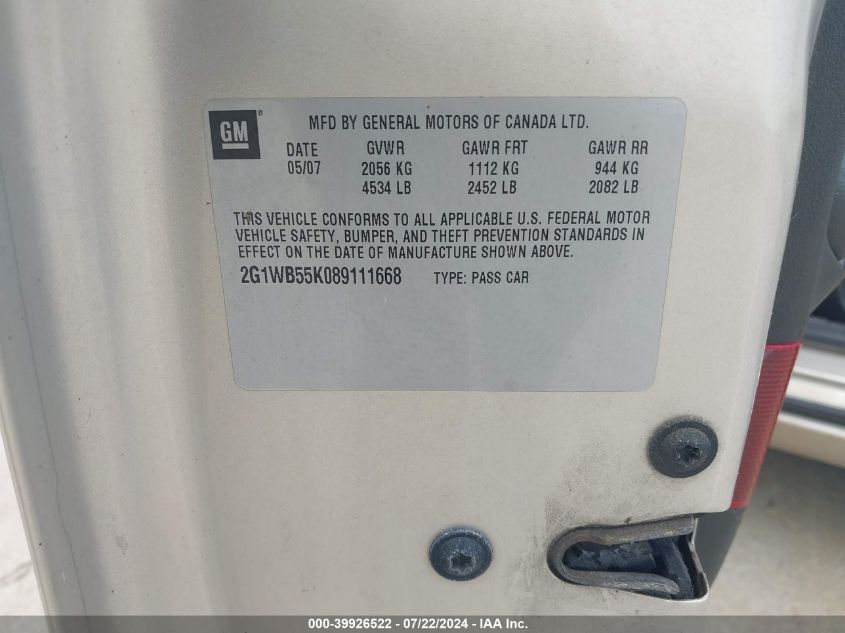 GM®
MFD BY GENERAL MOTORS OF CANADA LTD.
DATE GVWR GAWR FRT GAWR RR
05/07 2056 KG 1112 KG 944 KG
4534 LB 2452 LB 2082 LB
THIS VEHICLE CONFORMS TO ALL APPLICABLE U.S. FEDERAL MOTOR
VEHICLE SAFETY, BUMPER, AND THEFT PREVENTION STANDARDS IN
EFFECT ON THE DATE OF MANUFACTURE SHOWN ABOVE.
2G1WB55K089111668 TYPE: PASS CAR
000-39926522 - 07/22/2024 - IAA Inc.